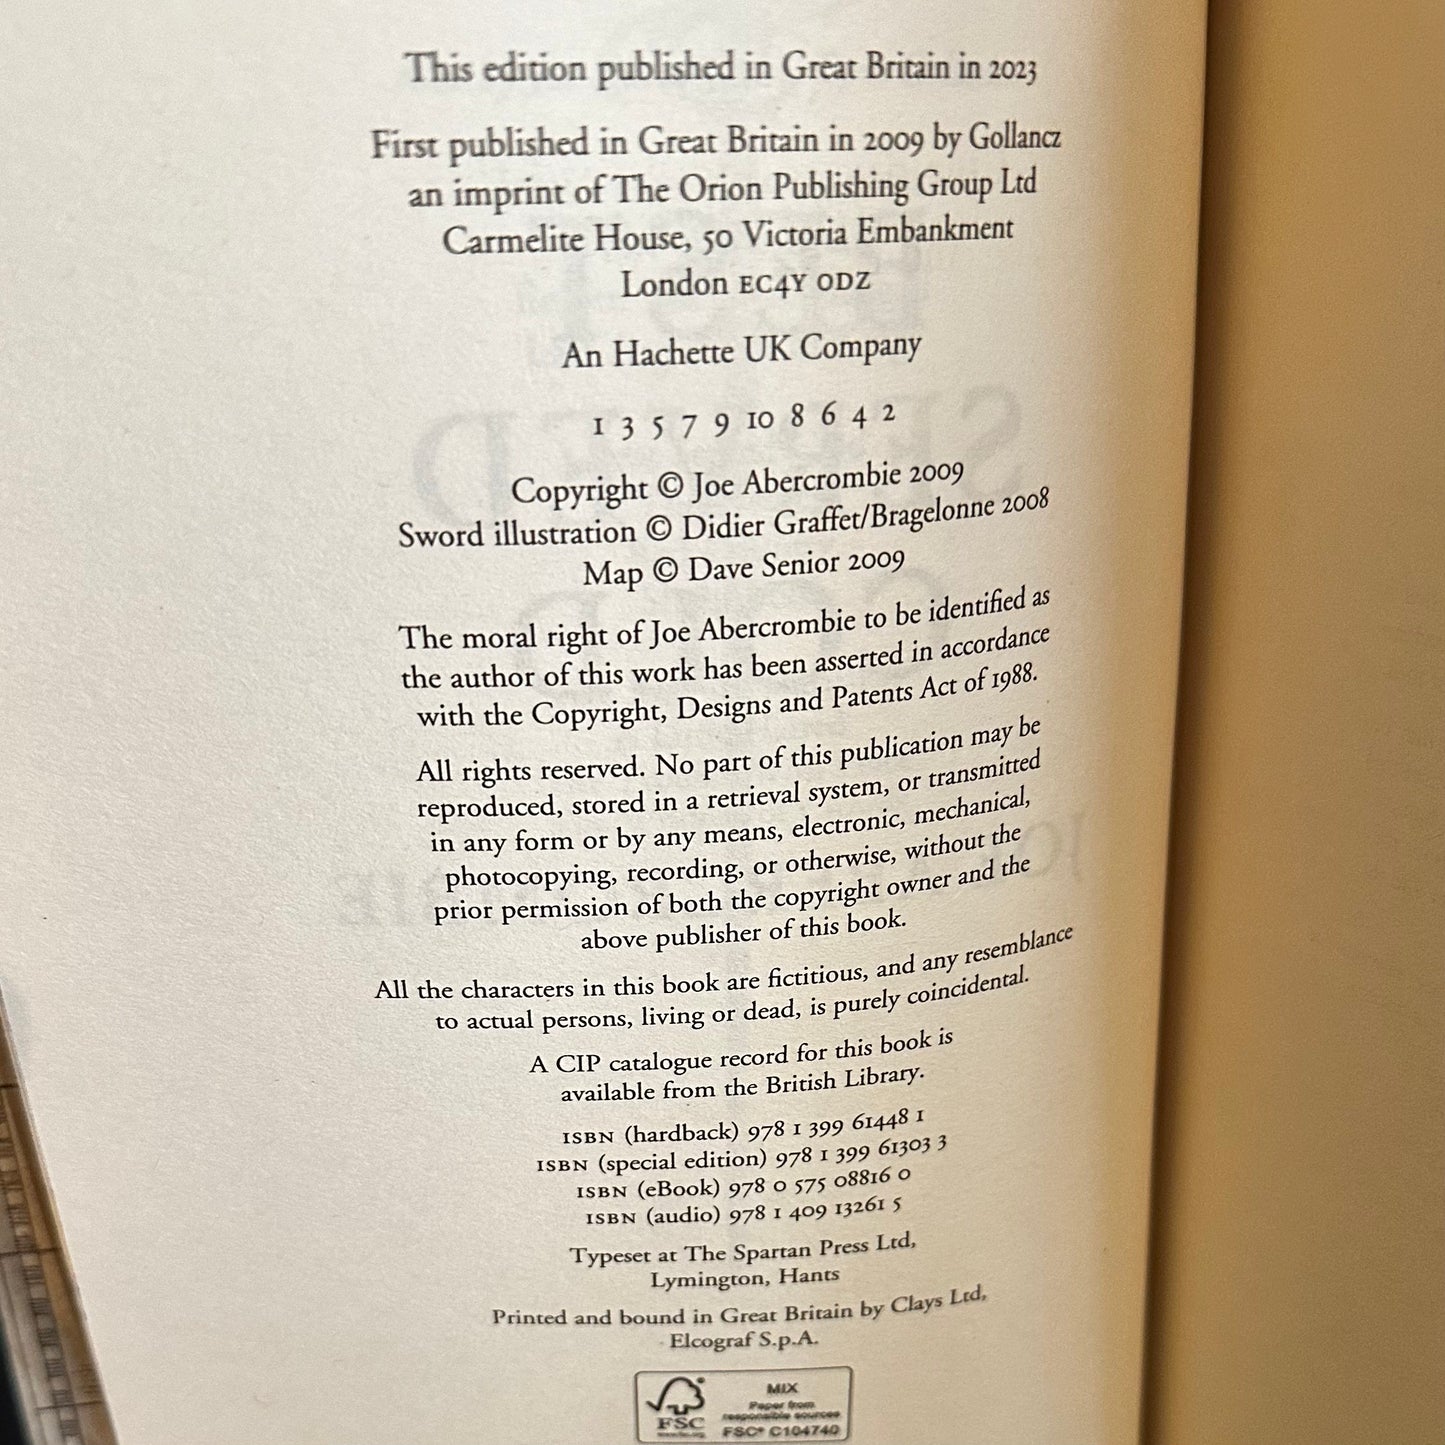 This edition published in Great Britain in 2023
First published in Great Britain in 2009 by Gollancz
an imprint of The Orion Publishing Group Ltd
Carmelite House, 50 Victoria Embankment
London EC4Y 0DZ
An Hachette UK Company
1 3 5 7 9 10 8 6 4 2
Copyright © Joe Abercrombie 2009
Sword illustration © Didier Graffet/Bragelonne 2008
Map © Dave Senior 2009
The moral right of Joe Abercrombie to be identified as
the author of this work has been asserted in accordance
with the Copyright, Designs and Patents Act of 1988.
All rights reserved. No part of this publication may be
reproduced, stored in a retrieval system, or transmitted
in any form or by any means, electronic, mechanical,
photocopying, recording, or otherwise, without the
prior permission of both the copyright owner and the
above publisher of this book.
All the characters in this book are fictitious, and any resemblance
to actual persons, living or dead, is purely coincidental.
A CIP catalogue record for this book is
available from the British Library.
ISBN (hardback) 978 1 399 61448 1
ISBN (special edition) 978 1 399 61303 3
ISBN (eBook) 978 0 575 08816 0
ISBN (audio) 978 1 409 13261 5
Typeset at The Spartan Press Ltd,
Lymington, Hants
Printed and bound in Great Britain by Clays Ltd,
Elcograf S.p.A.
MIX
Paper from
responsible sources
FSC® C104740
FSC